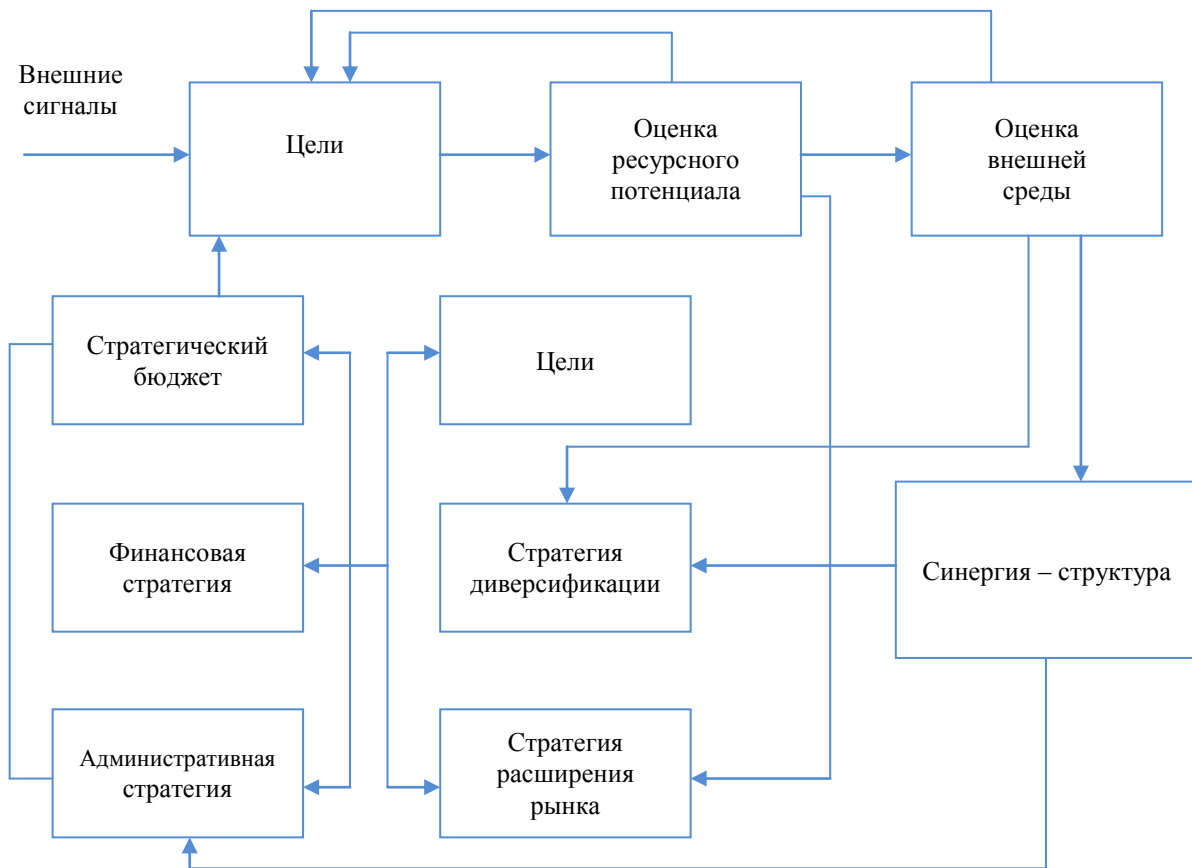 Внешние
сигналы
Цели
Оценка
ресурсного
потенциала
Оценка
внешней
среды
Стратегический
бюджет
Цели
Финансовая
стратегия
Стратегия
диверсификации
Синергия – структура
Административная
стратегия
Стратегия
расширения
рынка